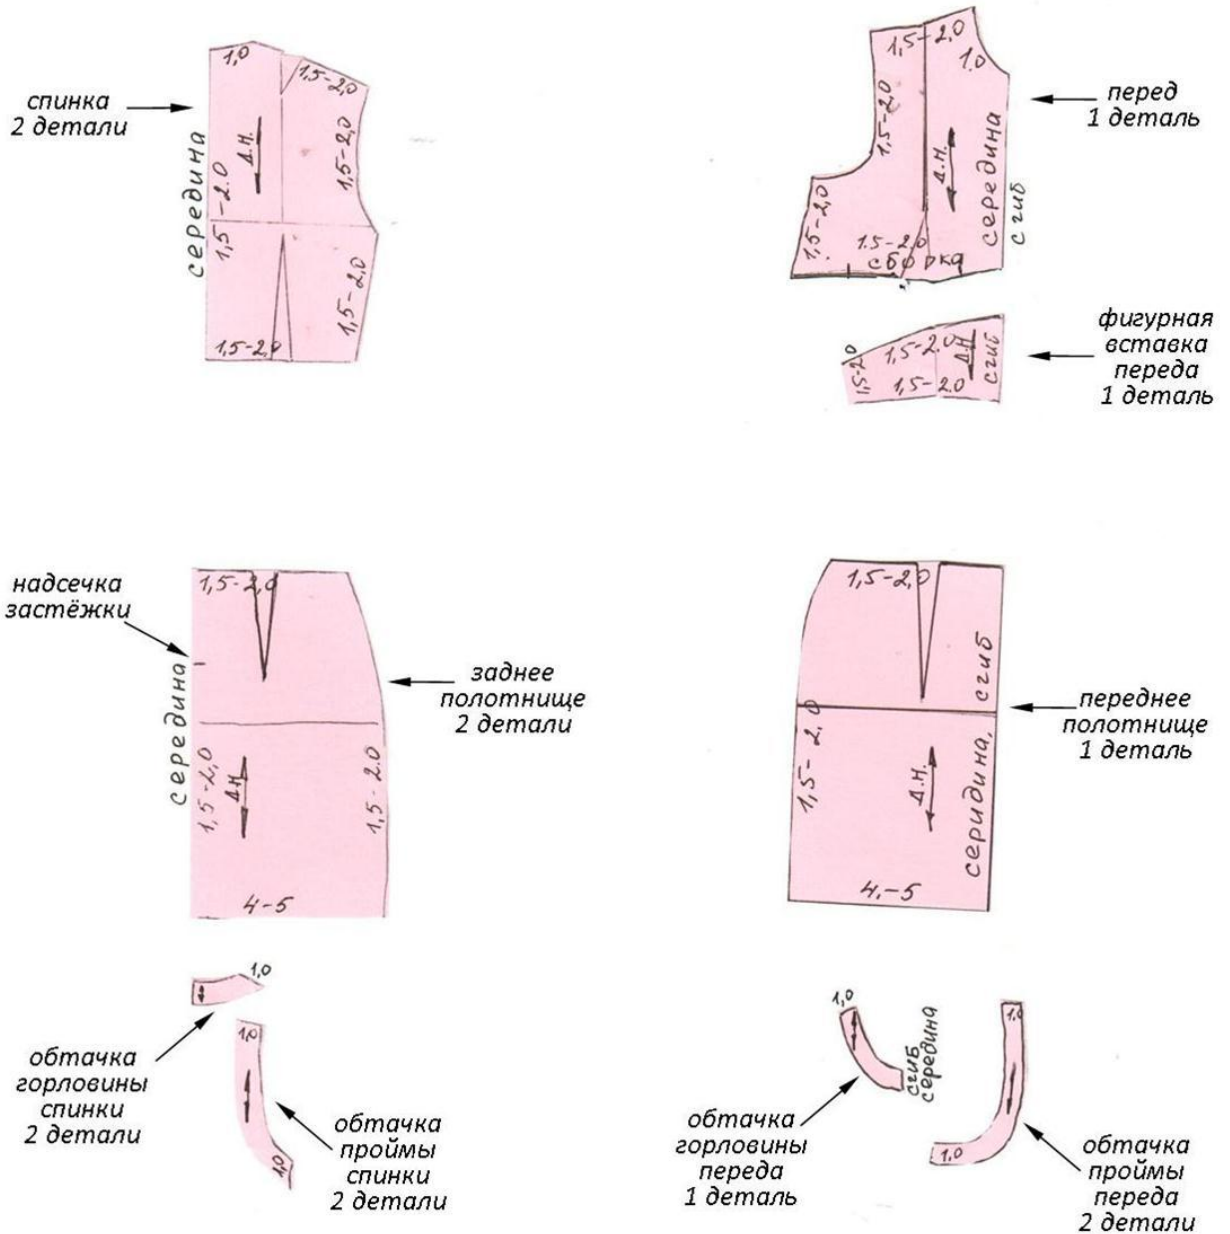 1,0
1,5-2,0
спинка
2 детали
середина
Д.Н.
1,5-2,0
1,5-2.0
1,5-2.0
1,5-2,0
1,5-2,0
1.0
1,5-2,0
Д.Н.
середина
сгиб
1,5-2,0
1.5-2,0
сборка
перед
1 деталь
1,5-2.0
1,5-2.0
1,5-2.0
Д.Н
сгиб
фигурная
вставка
переда
1 деталь
надсечка
застёжки
1,5-2,0
середина
1,5-2,0
Д.Н
1,5-2.0
4-5
заднее
полотнище
2 детали
1,5-2,0
сгиб
1,5-2,0
Д.Н.
серидина,
4,-5
переднее
полотнище
1 деталь
1,0
обтачка
горловины
спинки
2 детали
1,0
1,0
обтачка
проймы
спинки
2 детали
1,0
сгиб
середина
обтачка
горловины
переда
1 деталь
1.0
1.0
обтачка
проймы
переда
2 детали